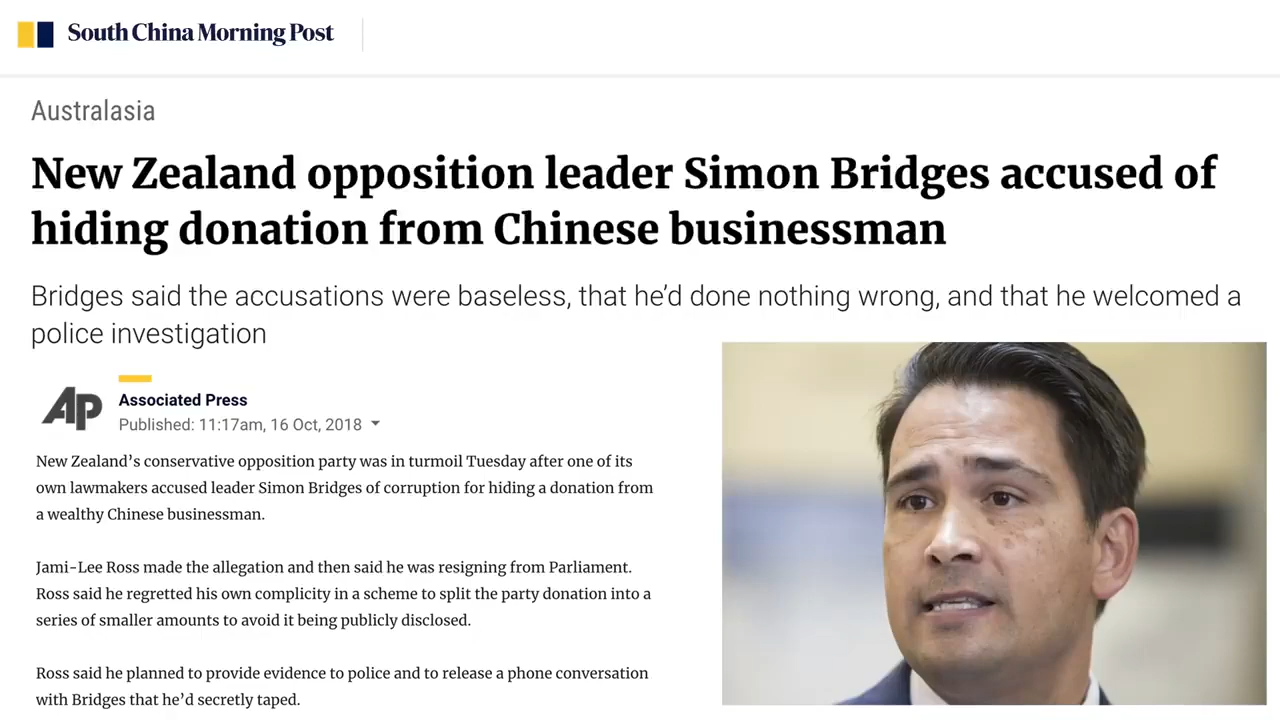 South China Morning Post
Australasia
New Zealand opposition leader Simon Bridges accused of
hiding donation from Chinese businessman
Bridges said the accusations were baseless, that he’d done nothing wrong, and that he welcomed a
police investigation
AP
Associated Press
Published: 11:17am, 16 Oct, 2018
New Zealand’s conservative opposition party was in turmoil Tuesday after one of its
own lawmakers accused leader Simon Bridges of corruption for hiding a donation from
a wealthy Chinese businessman.
Jami-Lee Ross made the allegation and then said he was resigning from Parliament.
Ross said he regretted his own complicity in a scheme to split the party donation into a
series of smaller amounts to avoid it being publicly disclosed.
Ross said he planned to provide evidence to police and to release a phone conversation
with Bridges that he’d secretly taped.